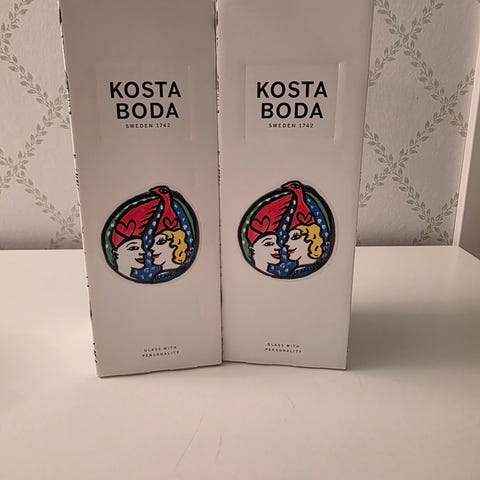 KOSTA
BODA
SWEDEN 1742
GLASS WITH
PERSONALITY
KOSTA
BODA
SWEDEN 1742
GLASS WITH
PERSONALITY